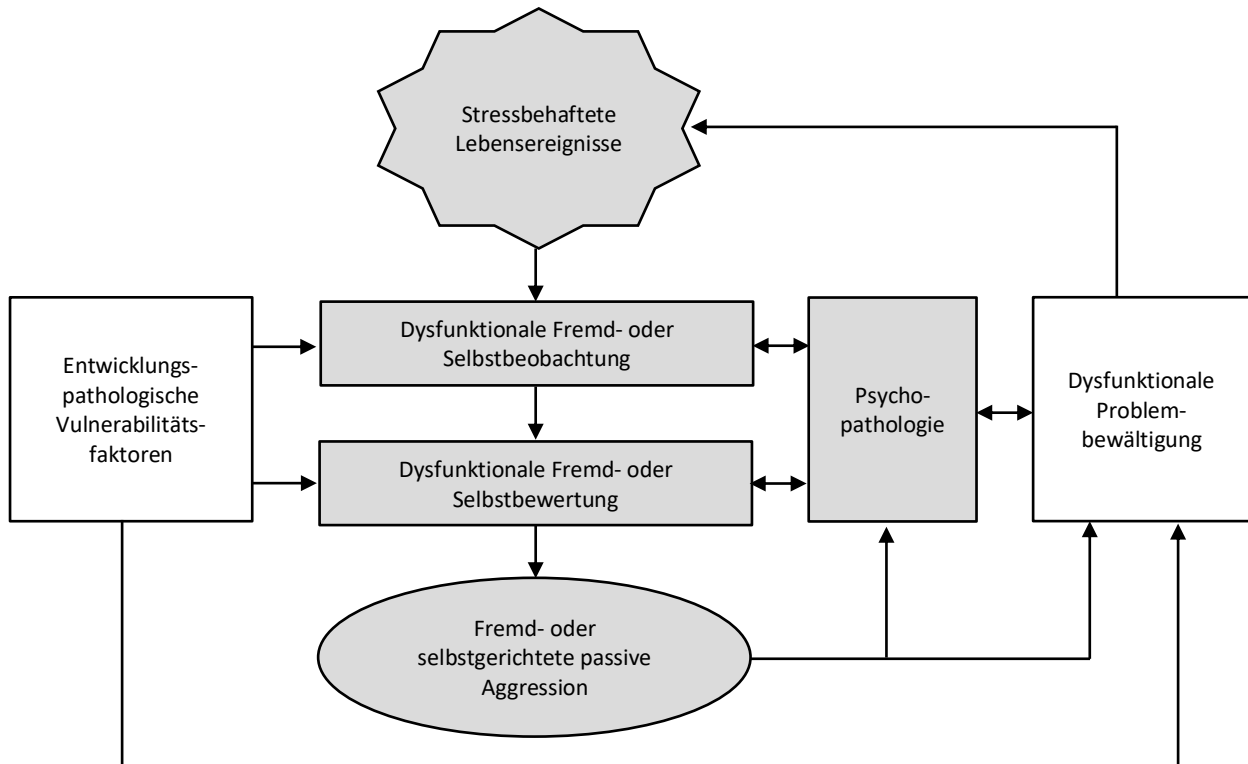 Stressbehaftete
Lebensereignisse
Dysfunktionale Fremd- oder
Selbstbeobachtung
Entwicklungs-
pathologische
Vulnerabilitäts-
faktoren
Psycho-
pathologie
Dysfunktionale
Problem-
bewältigung
Dysfunktionale Fremd- oder
Selbstbewertung
Fremd- oder
selbstgerichtete passive
Aggression